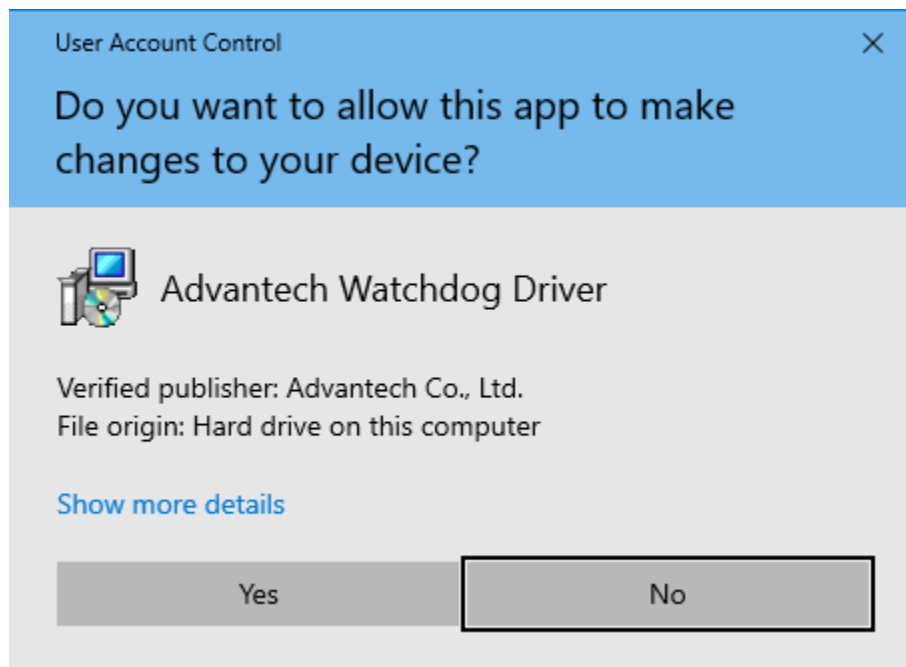 User Account Control
Do you want to allow this app to make
changes to your device?
Advantech Watchdog Driver
Verified publisher: Advantech Co., Ltd.
File origin: Hard drive on this computer
Show more details
Yes
No